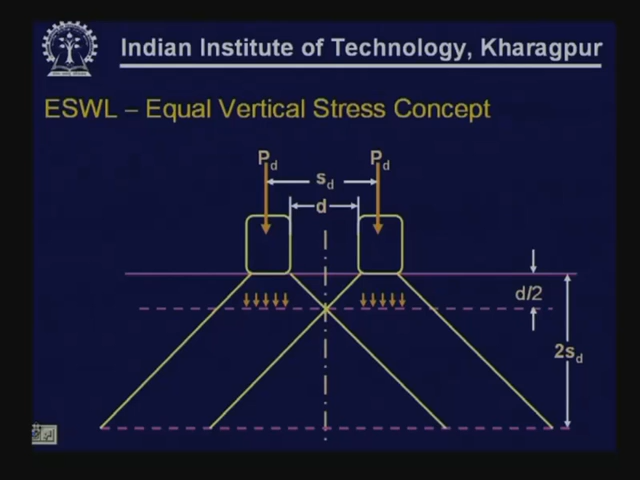 Indian Institute of Technology, Kharagpur
ESWL – Equal Vertical Stress Concept
Pd Pd
sd
d
d/2
2sd